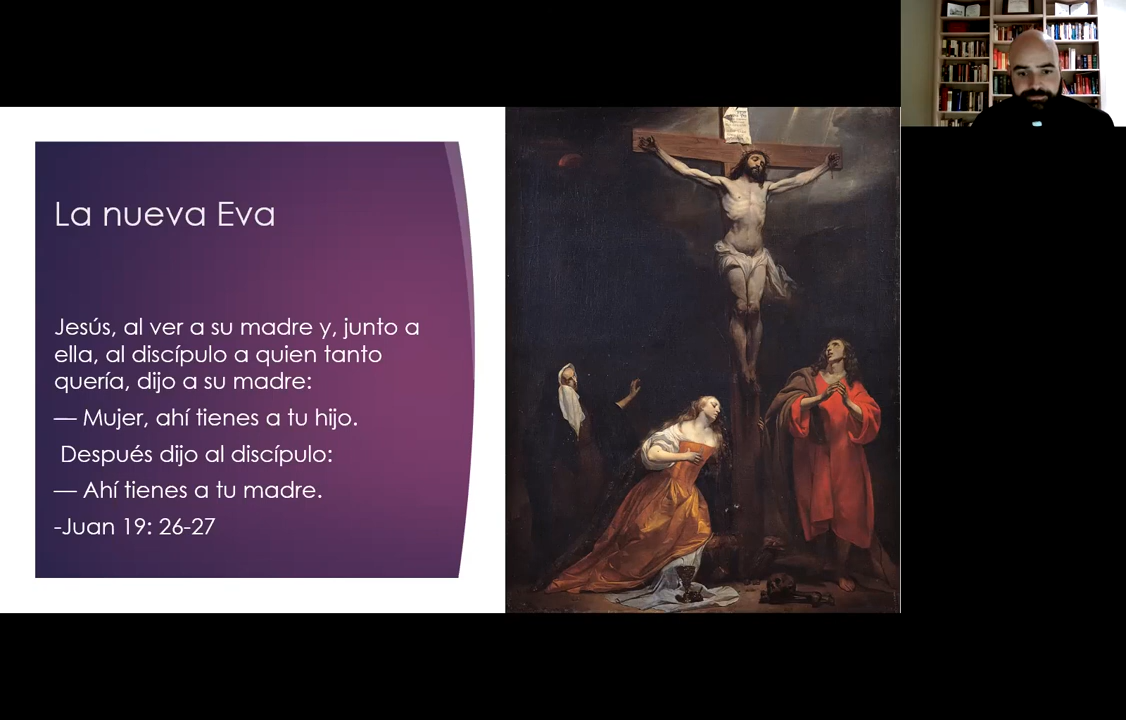 La nueva Eva
Jesús, al ver a su madre y, junto a
ella, al discípulo a quien tanto
quería, dijo a su madre:
— Mujer, ahí tienes a tu hijo.
Después dijo al discípulo:
— Ahí tienes a tu madre.
-Juan 19: 26-27